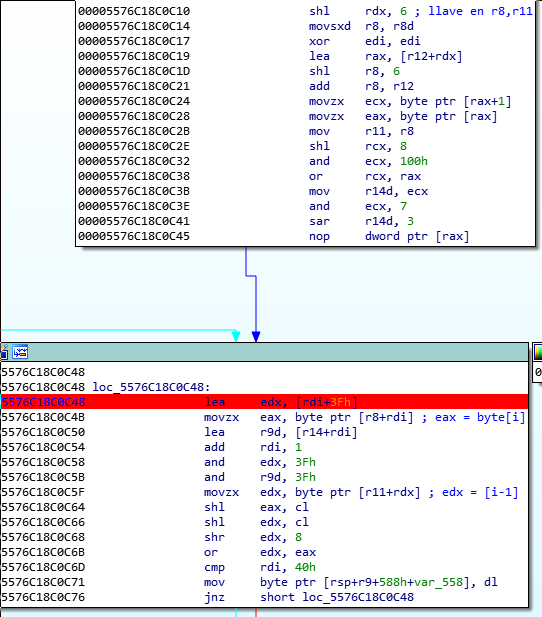 00005576C18C0C10 shl rdx, 6 ; llave en r8,r11
00005576C18C0C14 movsxd r8, r8d
00005576C18C0C17 xor edi, edi
00005576C18C0C19 lea rax, [r12+rdx]
00005576C18C0C1D shl r8, 6
00005576C18C0C21 add r8, r12
00005576C18C0C24 movzx ecx, byte ptr [rax+1]
00005576C18C0C28 movzx eax, byte ptr [rax]
00005576C18C0C2B mov r11, r8
00005576C18C0C2E shl rcx, 8
00005576C18C0C32 and ecx, 100h
00005576C18C0C38 or rcx, rax
00005576C18C0C3B mov r14d, ecx
00005576C18C0C3E and ecx, 7
00005576C18C0C41 sar r14d, 3
00005576C18C0C45 nop dword ptr [rax]
5576C18C0C48
5576C18C0C48 loc_5576C18C0C48:
5576C18C0C48 lea edx, [rdi+3Fh]
5576C18C0C4B movzx eax, byte ptr [r8+rdi] ; eax = byte[i]
5576C18C0C50 lea r9d, [r14+rdi]
5576C18C0C54 add rdi, 1
5576C18C0C58 and edx, 3Fh
5576C18C0C5B and r9d, 3Fh
5576C18C0C5F movzx edx, byte ptr [r11+rdx] ; edx = [i-1]
5576C18C0C64 shl eax, cl
5576C18C0C66 shl edx, cl
5576C18C0C68 shr edx, 8
5576C18C0C6B or edx, eax
5576C18C0C6D cmp rdi, 40h
5576C18C0C71 mov byte ptr [rsp+r9+588h+var_558], dl
5576C18C0C76 jnz short loc_5576C18C0C48